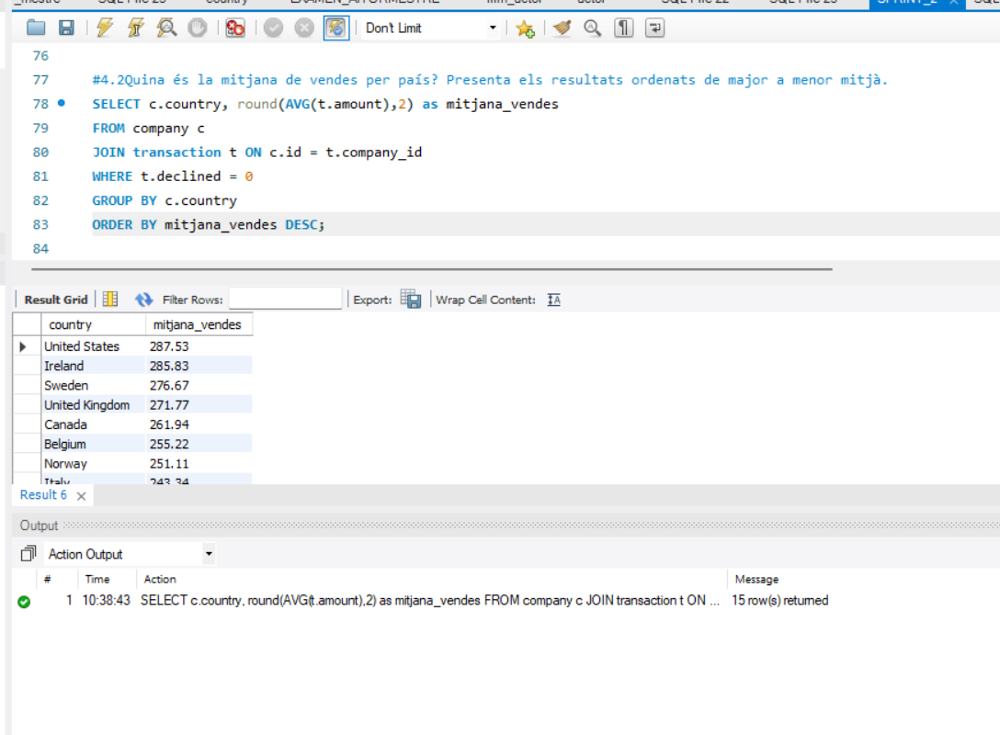 SPRINT_2
Don't Limit
76
77 #4.2Quina és la mitjana de vendes per país? Presenta els resultats ordenats de major a menor mitjà.
78 SELECT c.country, round(AVG(t.amount),2) as mitjana_vendes
79 FROM company c
80 JOIN transaction t ON c.id = t.company_id
81 WHERE t.declined = 0
82 GROUP BY c.country
83 ORDER BY mitjana_vendes DESC;
84
Result Grid Filter Rows: Export: Wrap Cell Content: IA
country mitjana_vendes
United States 287.53
Ireland 285.83
Sweden 276.67
United Kingdom 271.77
Canada 261.94
Belgium 255.22
Norway 251.11
Italy 243.34
Result 6
Output
Action Output
# Time Action Message
1 10:38:43 SELECT c.country, round(AVG(t.amount),2) as mitjana_vendes FROM company c JOIN transaction t ON ... 15 row(s) returned